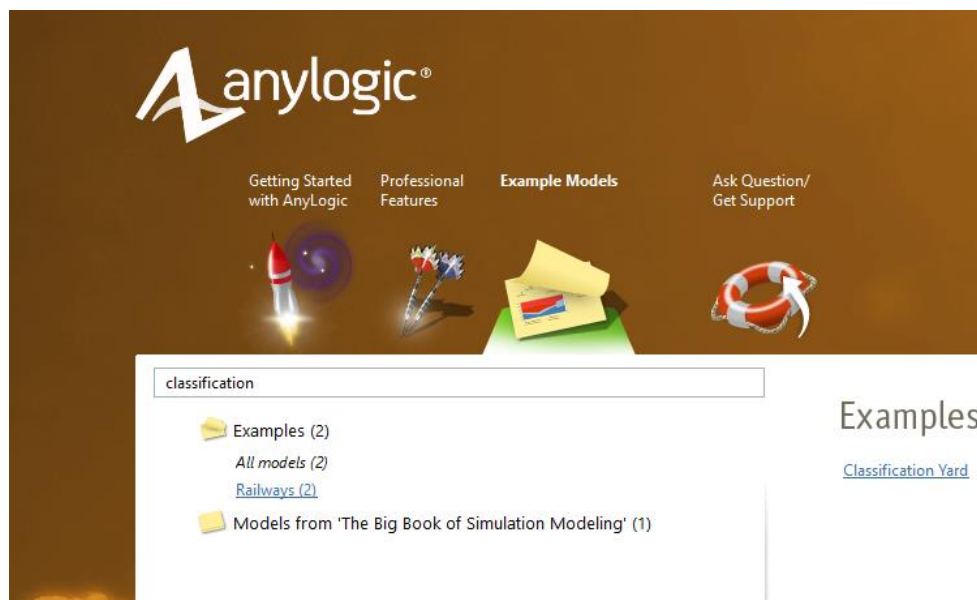 anylogic®
Getting Started
with AnyLogic
Professional
Features
Example Models
Ask Question/
Get Support
classification
Examples (2)
All models (2)
Railways (2)
Models from 'The Big Book of Simulation Modeling' (1)
Examples
Classification Yard